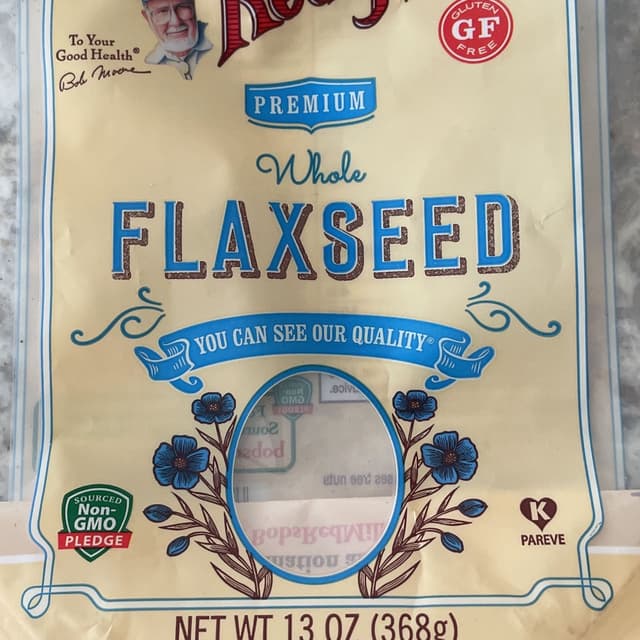 To Your
Good Health®
Bob Moore
GLUTEN
GF
FREE
PREMIUM
Whole
FLAXSEED
YOU CAN SEE OUR QUALITY®
SOURCED
Non-
GMO
PLEDGE
BobsRedMill
K
PAREVE
NET WT 13 OZ (368g)